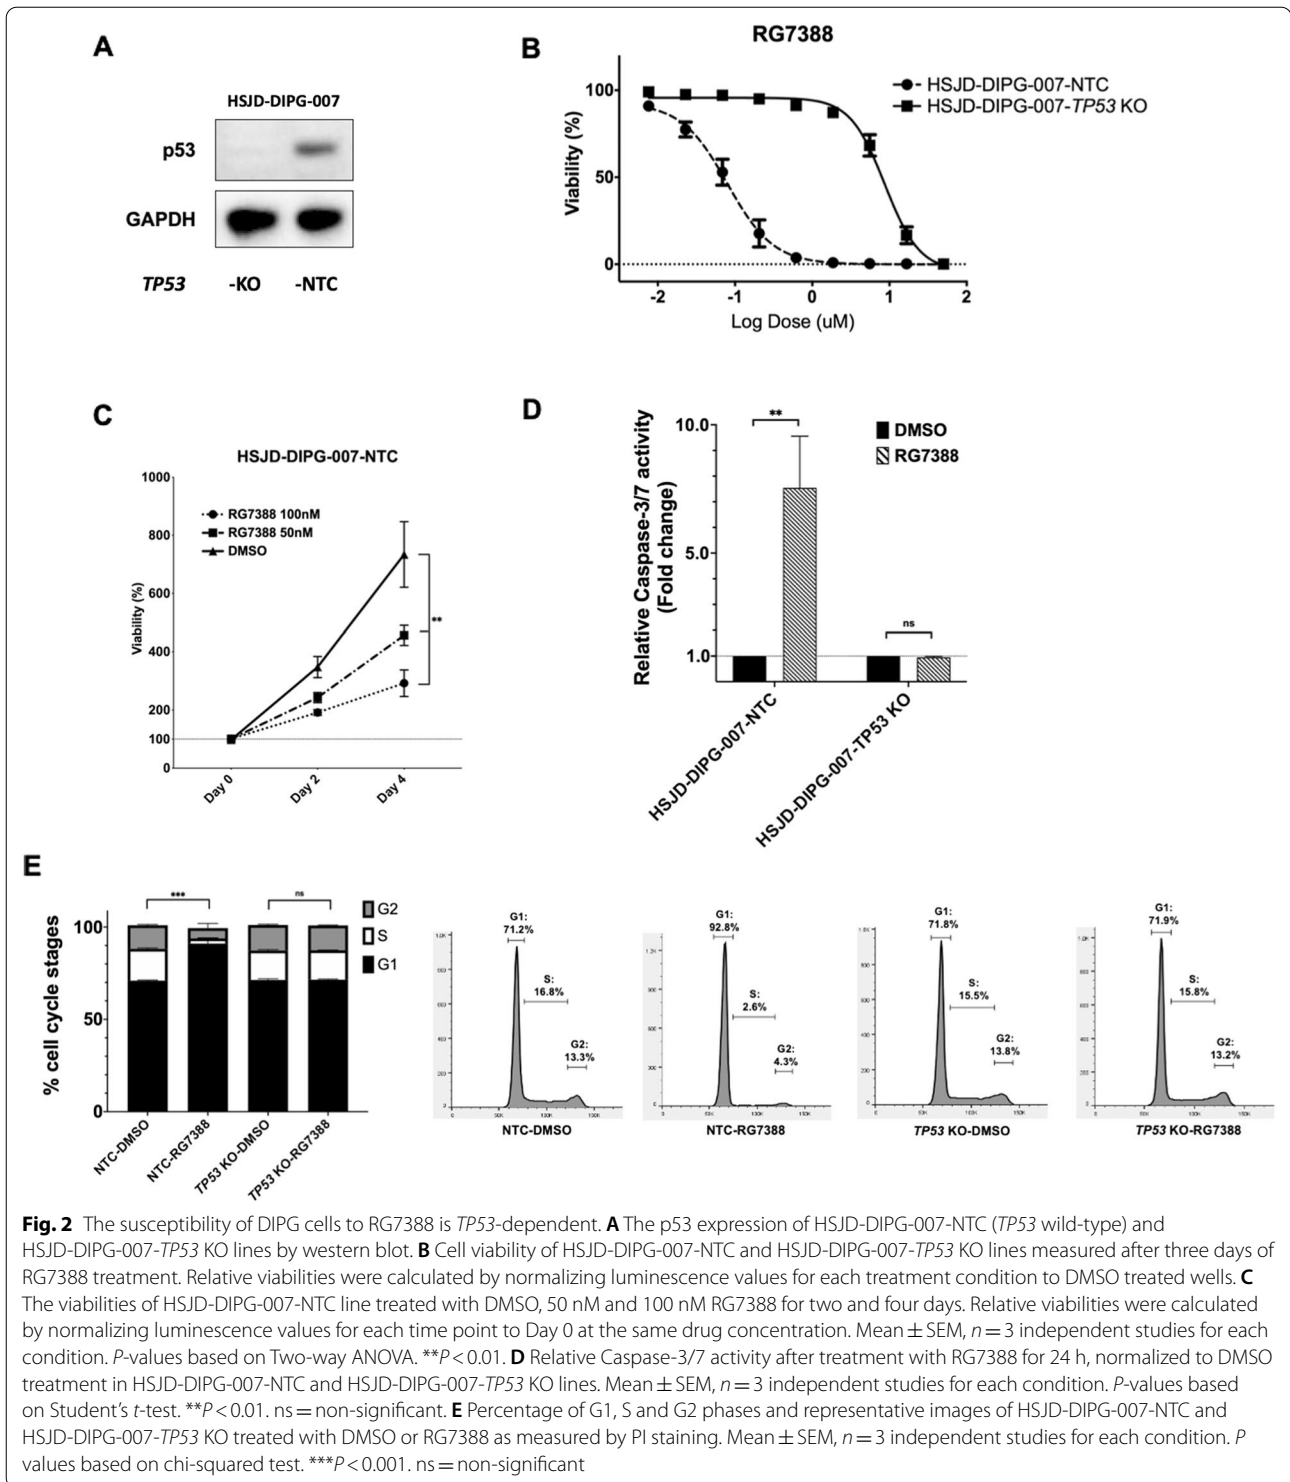 A
HSJD-DIPG-007
p53
GAPDH
TP53 -KO -NTC
B
RG7388
HSJD-DIPG-007-NTC
HSJD-DIPG-007-TP53 KO
Viability (%)
100
50
0
-2 -1 0 1 2
Log Dose (uM)
C
HSJD-DIPG-007-NTC
RG7388 100nM
RG7388 50nM
DMSO
Viability (%)
1000
800
600
400
200
100
0
**
Day 0 Day 2 Day 4
D
DMSO
RG7388
Relative Caspase-3/7 activity
(Fold change)
10.0
5.0
1.0
**
ns
HSJD-DIPG-007-NTC
HSJD-DIPG-007-TP53 KO
E
% cell cycle stages
100
50
0
***
ns
G2
S
G1
NTC-DMSO
NTC-RG7388
TP53 KO-DMSO
TP53 KO-RG7388
G1:
71.2%
S:
16.8%
G2:
13.3%
NTC-DMSO
G1:
92.8%
S:
2.6%
G2:
4.3%
NTC-RG7388
G1:
71.8%
S:
15.5%
G2:
13.8%
TP53 KO-DMSO
G1:
71.9%
S:
15.8%
G2:
13.2%
TP53 KO-RG7388
Fig. 2 The susceptibility of DIPG cells to RG7388 is TP53-dependent. A The p53 expression of HSJD-DIPG-007-NTC (TP53 wild-type) and
HSJD-DIPG-007-TP53 KO lines by western blot. B Cell viability of HSJD-DIPG-007-NTC and HSJD-DIPG-007-TP53 KO lines measured after three days of
RG7388 treatment. Relative viabilities were calculated by normalizing luminescence values for each treatment condition to DMSO treated wells. C
The viabilities of HSJD-DIPG-007-NTC line treated with DMSO, 50 nM and 100 nM RG7388 for two and four days. Relative viabilities were calculated
by normalizing luminescence values for each time point to Day 0 at the same drug concentration. Mean ± SEM, n = 3 independent studies for each
condition. P-values based on Two-way ANOVA. **P < 0.01. D Relative Caspase-3/7 activity after treatment with RG7388 for 24 h, normalized to DMSO
treatment in HSJD-DIPG-007-NTC and HSJD-DIPG-007-TP53 KO lines. Mean ± SEM, n = 3 independent studies for each condition. P-values based
on Student's t-test. **P < 0.01. ns = non-significant. E Percentage of G1, S and G2 phases and representative images of HSJD-DIPG-007-NTC and
HSJD-DIPG-007-TP53 KO treated with DMSO or RG7388 as measured by PI staining. Mean ± SEM, n = 3 independent studies for each condition. P
values based on chi-squared test. ***P < 0.001. ns = non-significant